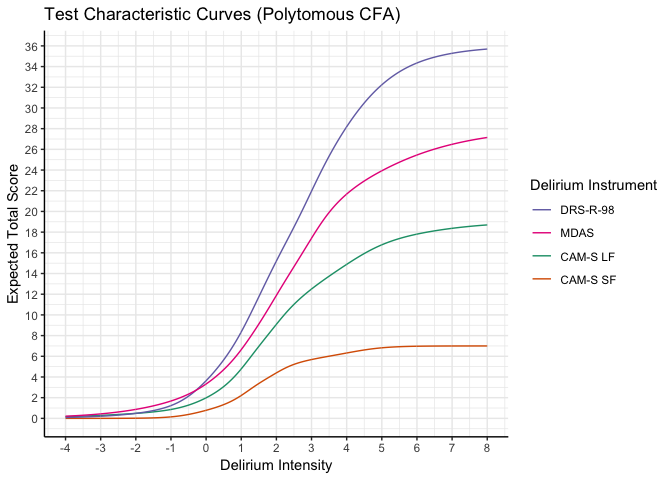 Test Characteristic Curves (Polytomous CFA)
Expected Total Score
36
34
32
30
28
26
24
22
20
18
16
14
12
10
8
6
4
2
0
-4 -3 -2 -1 0 1 2 3 4 5 6 7 8
Delirium Intensity
Delirium Instrument
DRS-R-98
MDAS
CAM-S LF
CAM-S SF